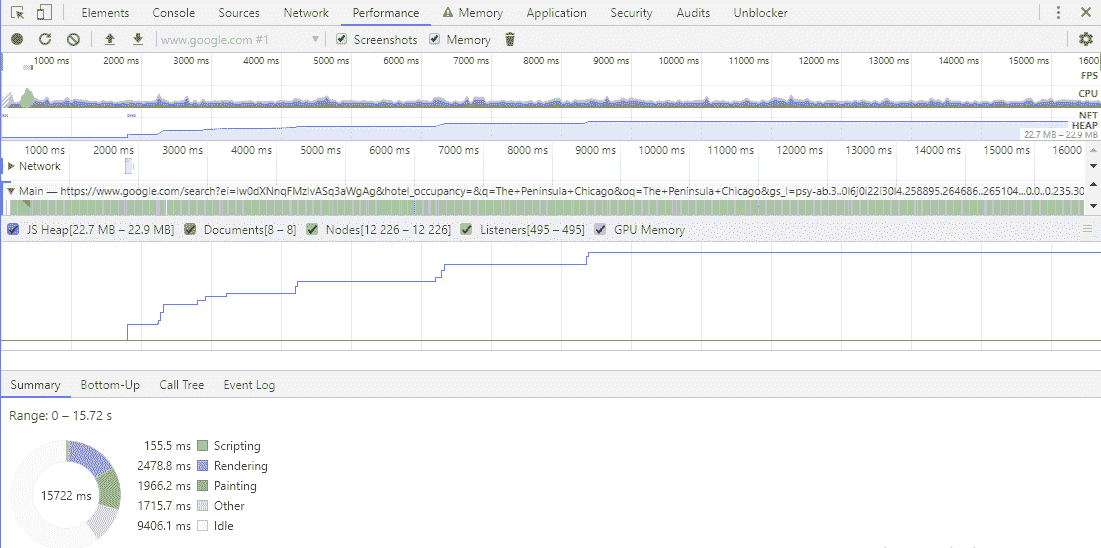 Elements Console Sources Network Performance Memory Application Security Audits Unblocker
www.google.com #1 Screenshots Memory
1000 ms 2000 ms 3000 ms 4000 ms 5000 ms 6000 ms 7000 ms 8000 ms 9000 ms 10000 ms 11000 ms 12000 ms 13000 ms 14000 ms 15000 ms 1600
FPS
CPU
NET
HEAP
22.7 MB – 22.9 MB
1000 ms 2000 ms 3000 ms 4000 ms 5000 ms 6000 ms 7000 ms 8000 ms 9000 ms 10000 ms 11000 ms 12000 ms 13000 ms 14000 ms 15000 ms 16000
Network
Main — https://www.google.com/search?ei=Iw0dXNnqFMzIvASq3aWgAg&hotel_occupancy=&q=The+Peninsula+Chicago&oq=The+Peninsula+Chicago&gs_l=psy-ab.3..0l6j0i22i30l4.258895.264686..265104...0.0..0.235.30
JS Heap[22.7 MB – 22.9 MB] Documents[8 – 8] Nodes[12 226 – 12 226] Listeners[495 – 495] GPU Memory
Summary Bottom-Up Call Tree Event Log
Range: 0 – 15.72 s
155.5 ms Scripting
2478.8 ms Rendering
15722 ms
1966.2 ms Painting
1715.7 ms Other
9406.1 ms Idle